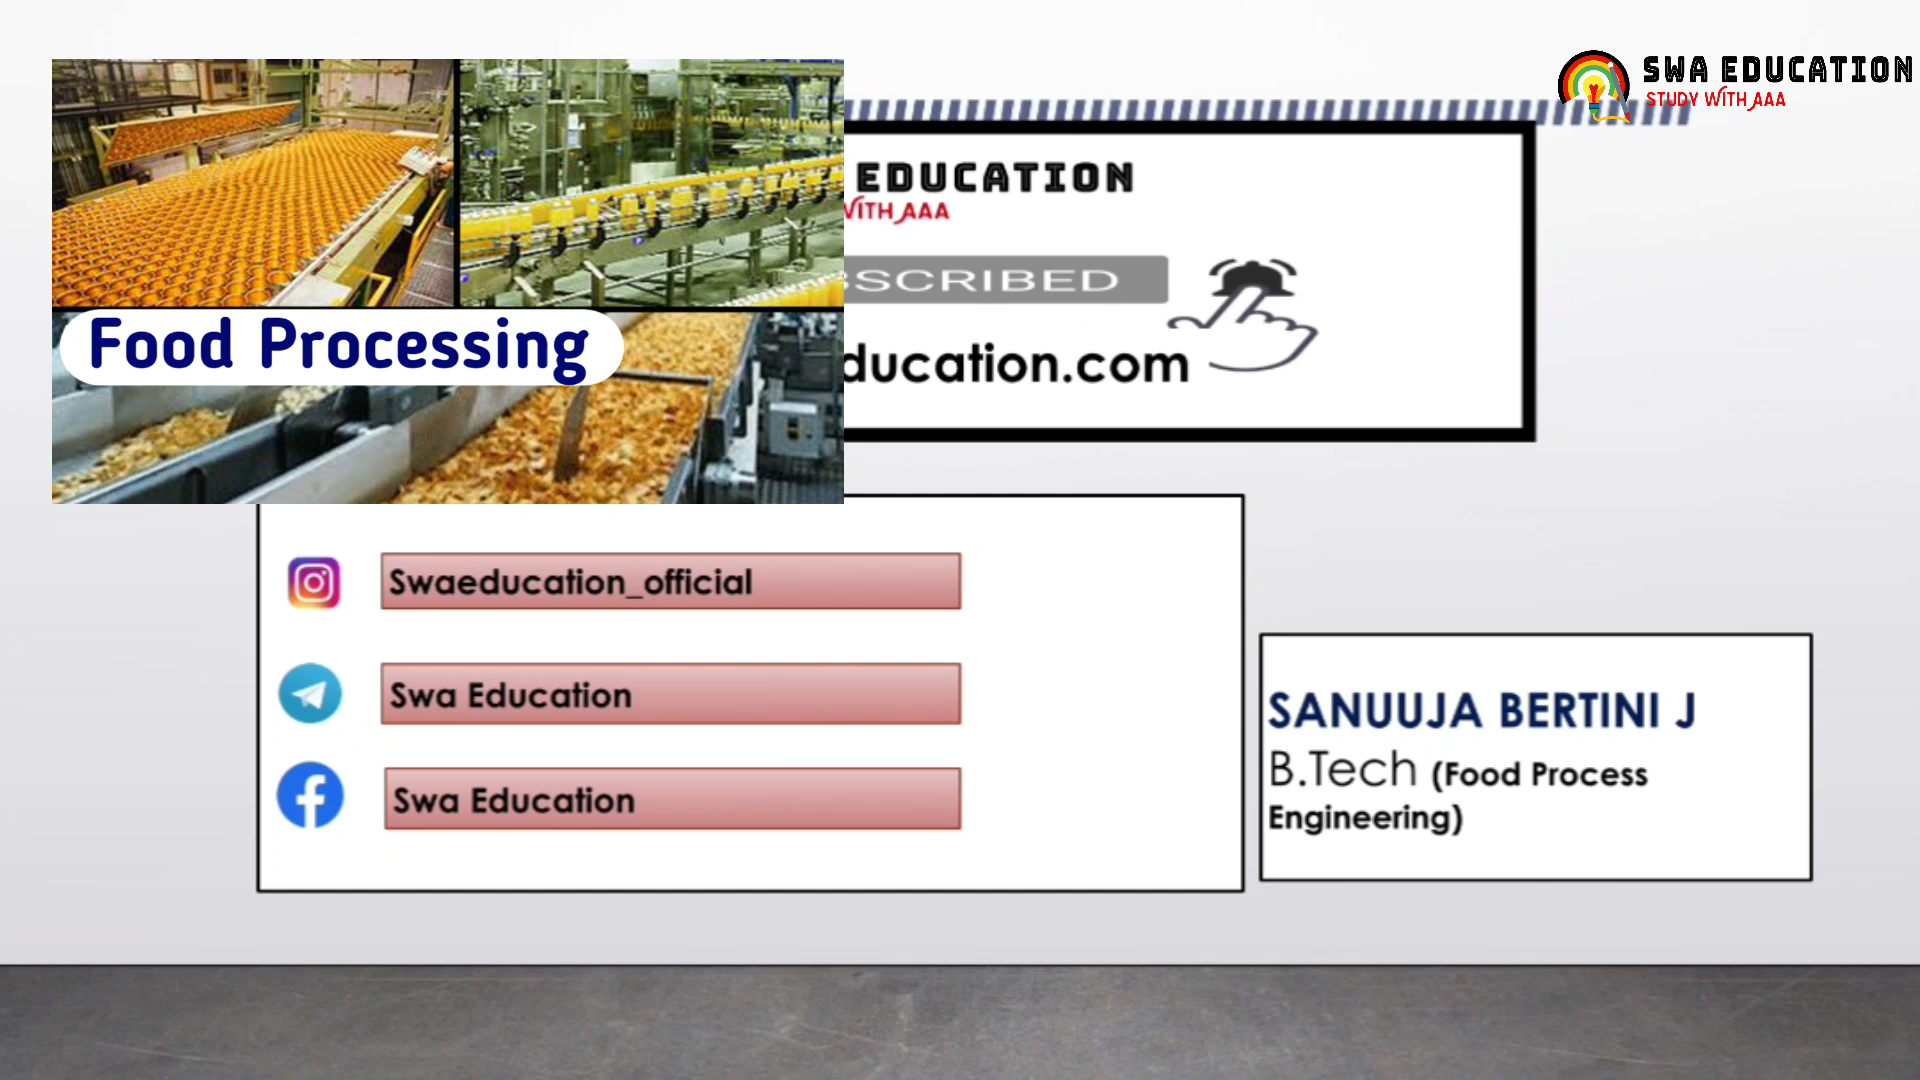 SWA EDUCATION
STUDY WITH AAA
EDUCATION
WITH AAA
SCRIBED
ducation.com
Food Processing
Swaeducation_official
Swa Education
Swa Education
SANUUJA BERTINI J
B.Tech (Food Process
Engineering)